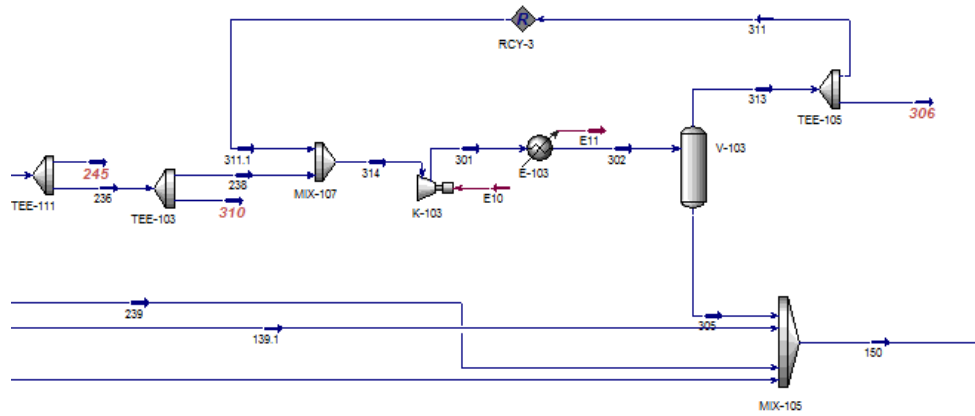 311
R
RCY-3
313
TEE-105
306
V-103
E11
311.1
314
301
E-103
302
245
236
238
MIX-107
TEE-111
TEE-103
310
K-103
E10
239
139.1
305
150
MIX-105